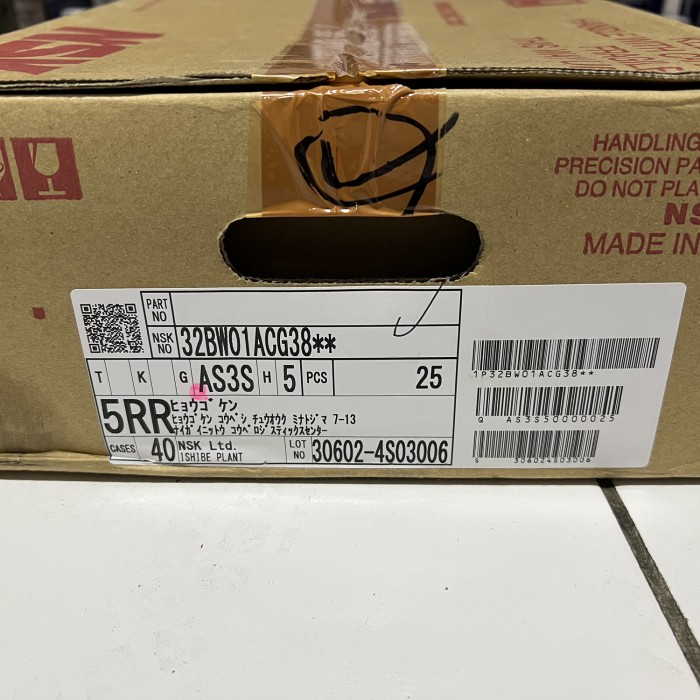 NSK
HANDLING
PRECISION PA
DO NOT PLA
NS
MADE IN
PART NO
NSK NO 32BW01ACG38**
T K G AS3S H 5 PCS 25
5RR ヒョウゴ ケン
ヒョウゴケン コウベシ チュウオウク ミナトジマ 7-13
ナイガイニットウ コウベロジスティックスセンター
CASES 40 NSK Ltd.
ISHIBE PLANT
LOT NO 30602-4S03006
1P32BW01ACG38**
Q AS3S50000025
S 306024S03006